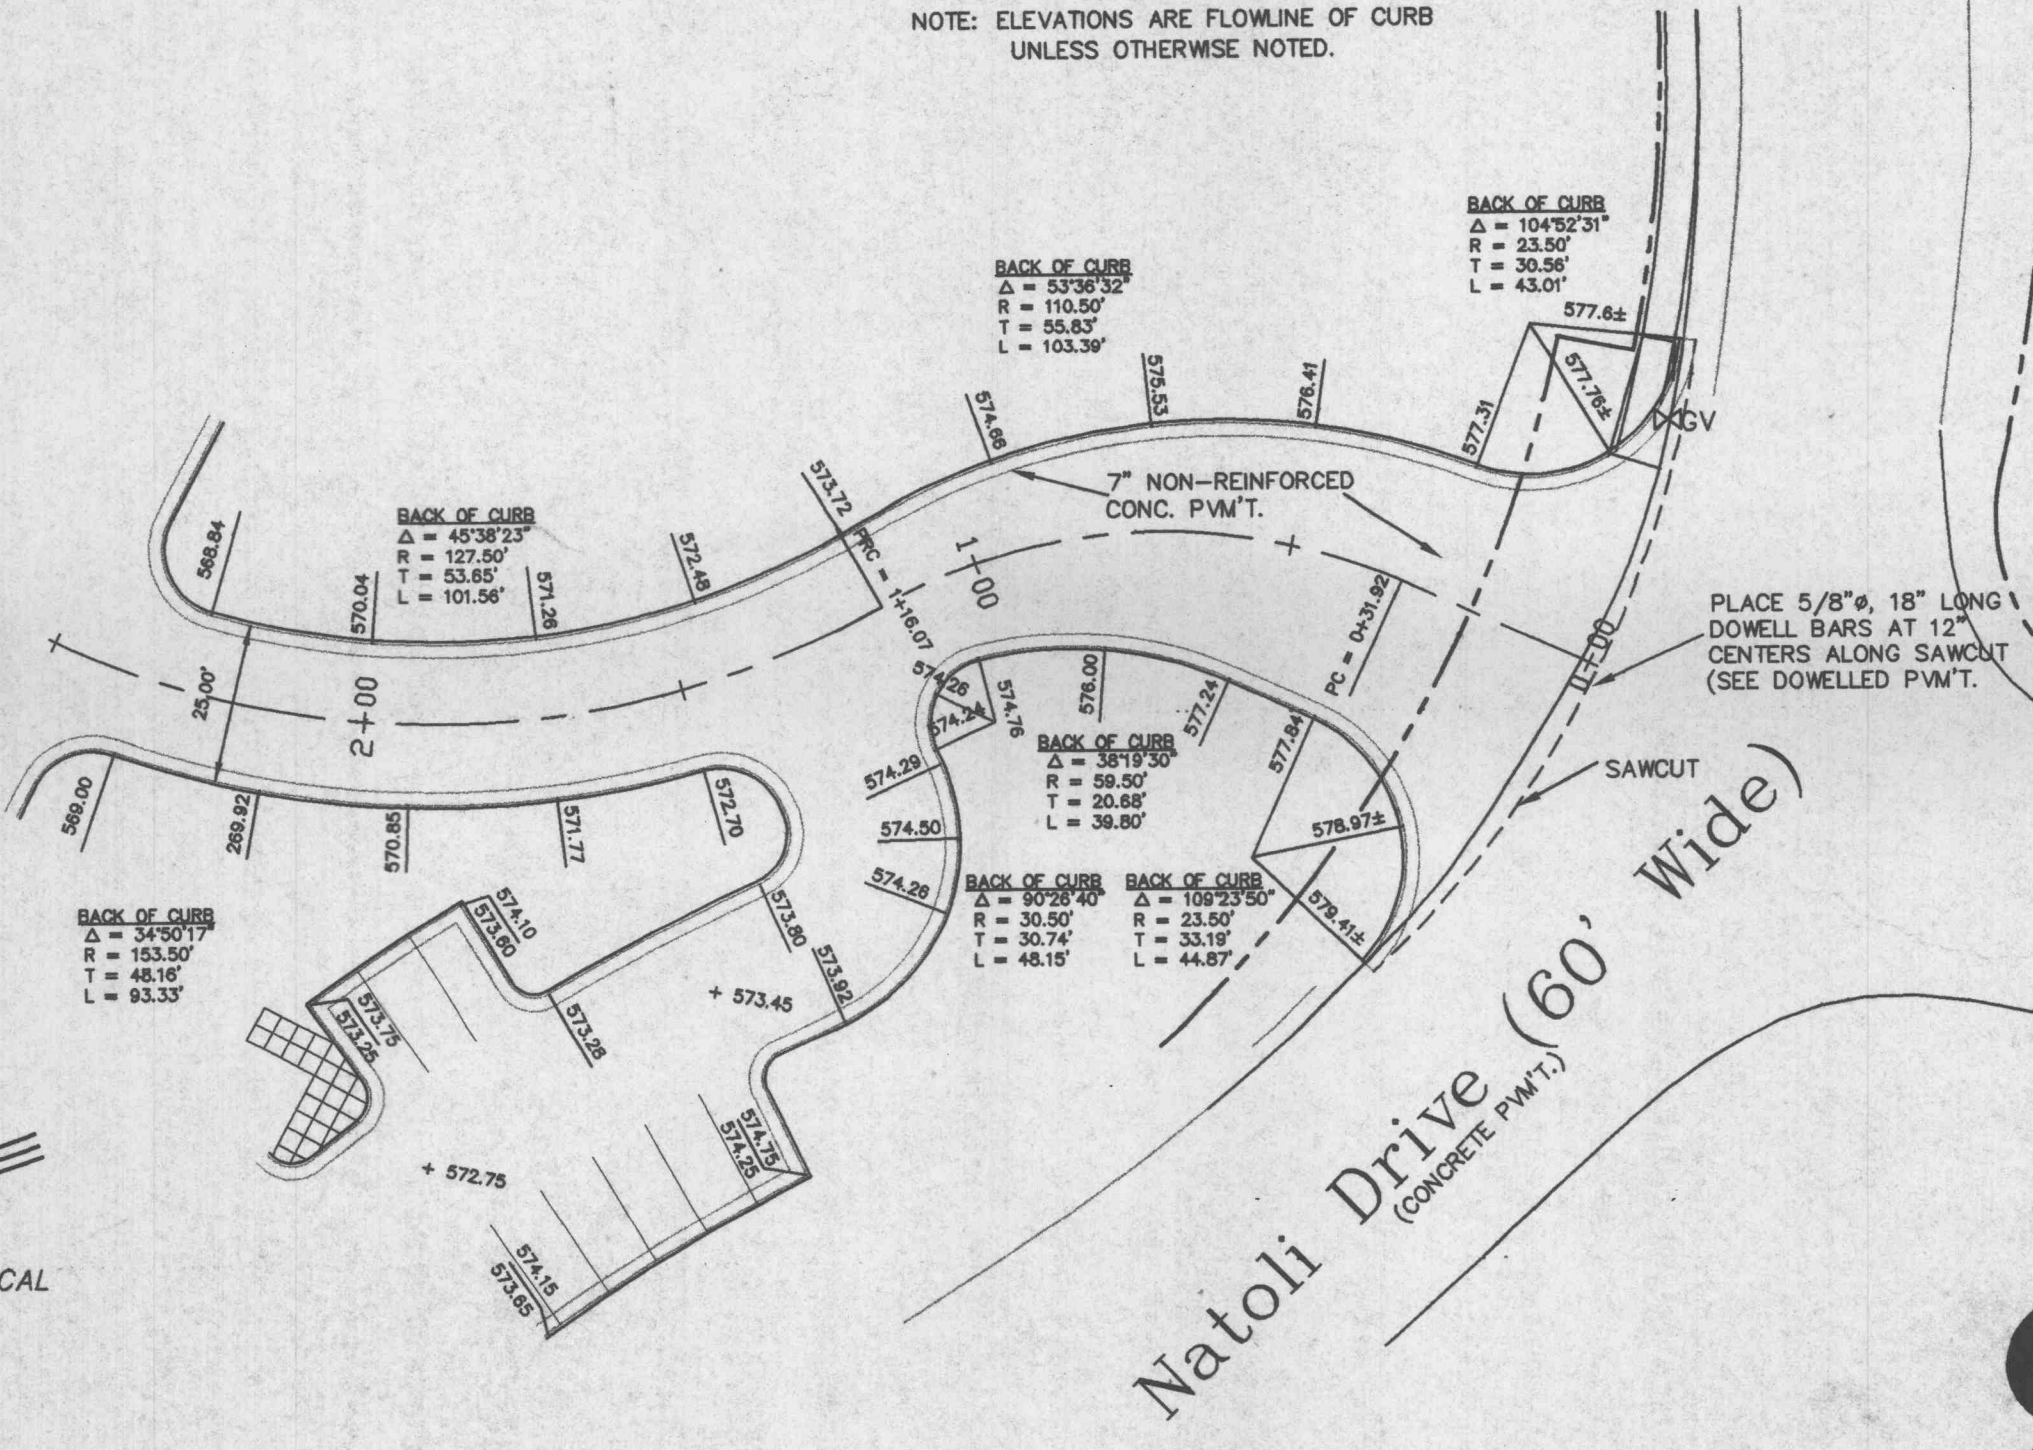 NOTE: ELEVATIONS ARE FLOWLINE OF CURB
UNLESS OTHERWISE NOTED.
BACK OF CURB
Δ = 104°52'31"
R = 23.50'
T = 30.56'
L = 43.01'
BACK OF CURB
Δ = 53°36'32"
R = 110.50'
T = 55.83'
L = 103.39'
577.6±
577.76±
GV
575.53
576.41
574.66
577.31
573.72
7" NON-REINFORCED
CONC. PVM'T.
BACK OF CURB
Δ = 45°38'23"
R = 127.50'
T = 53.65'
L = 101.56'
568.84
570.04
571.26
572.48
PRC = 1+16.07
1+00
PC = 0+31.92
0+00
PLACE 5/8"ø, 18" LONG
DOWELL BARS AT 12"
CENTERS ALONG SAWCUT
(SEE DOWELLED PVM'T.
25.00'
2+00
574.26
574.24
574.76
576.00
577.24
577.84
BACK OF CURB
Δ = 38°19'30"
R = 59.50'
T = 20.68'
L = 39.80'
SAWCUT
569.00
269.92
570.85
571.77
572.70
574.29
574.50
574.26
578.97±
579.41±
BACK OF CURB
Δ = 90°26'40"
R = 30.50'
T = 30.74'
L = 48.15'
BACK OF CURB
Δ = 109°23'50"
R = 23.50'
T = 33.19'
L = 44.87'
BACK OF CURB
Δ = 34°50'17"
R = 153.50'
T = 48.16'
L = 93.33'
574.10
573.60
573.80
573.92
+ 573.45
573.75
573.25
573.28
574.75
574.25
+ 572.75
574.15
573.65
CAL
Natoli Drive (60' Wide)
(CONCRETE PVM'T.)